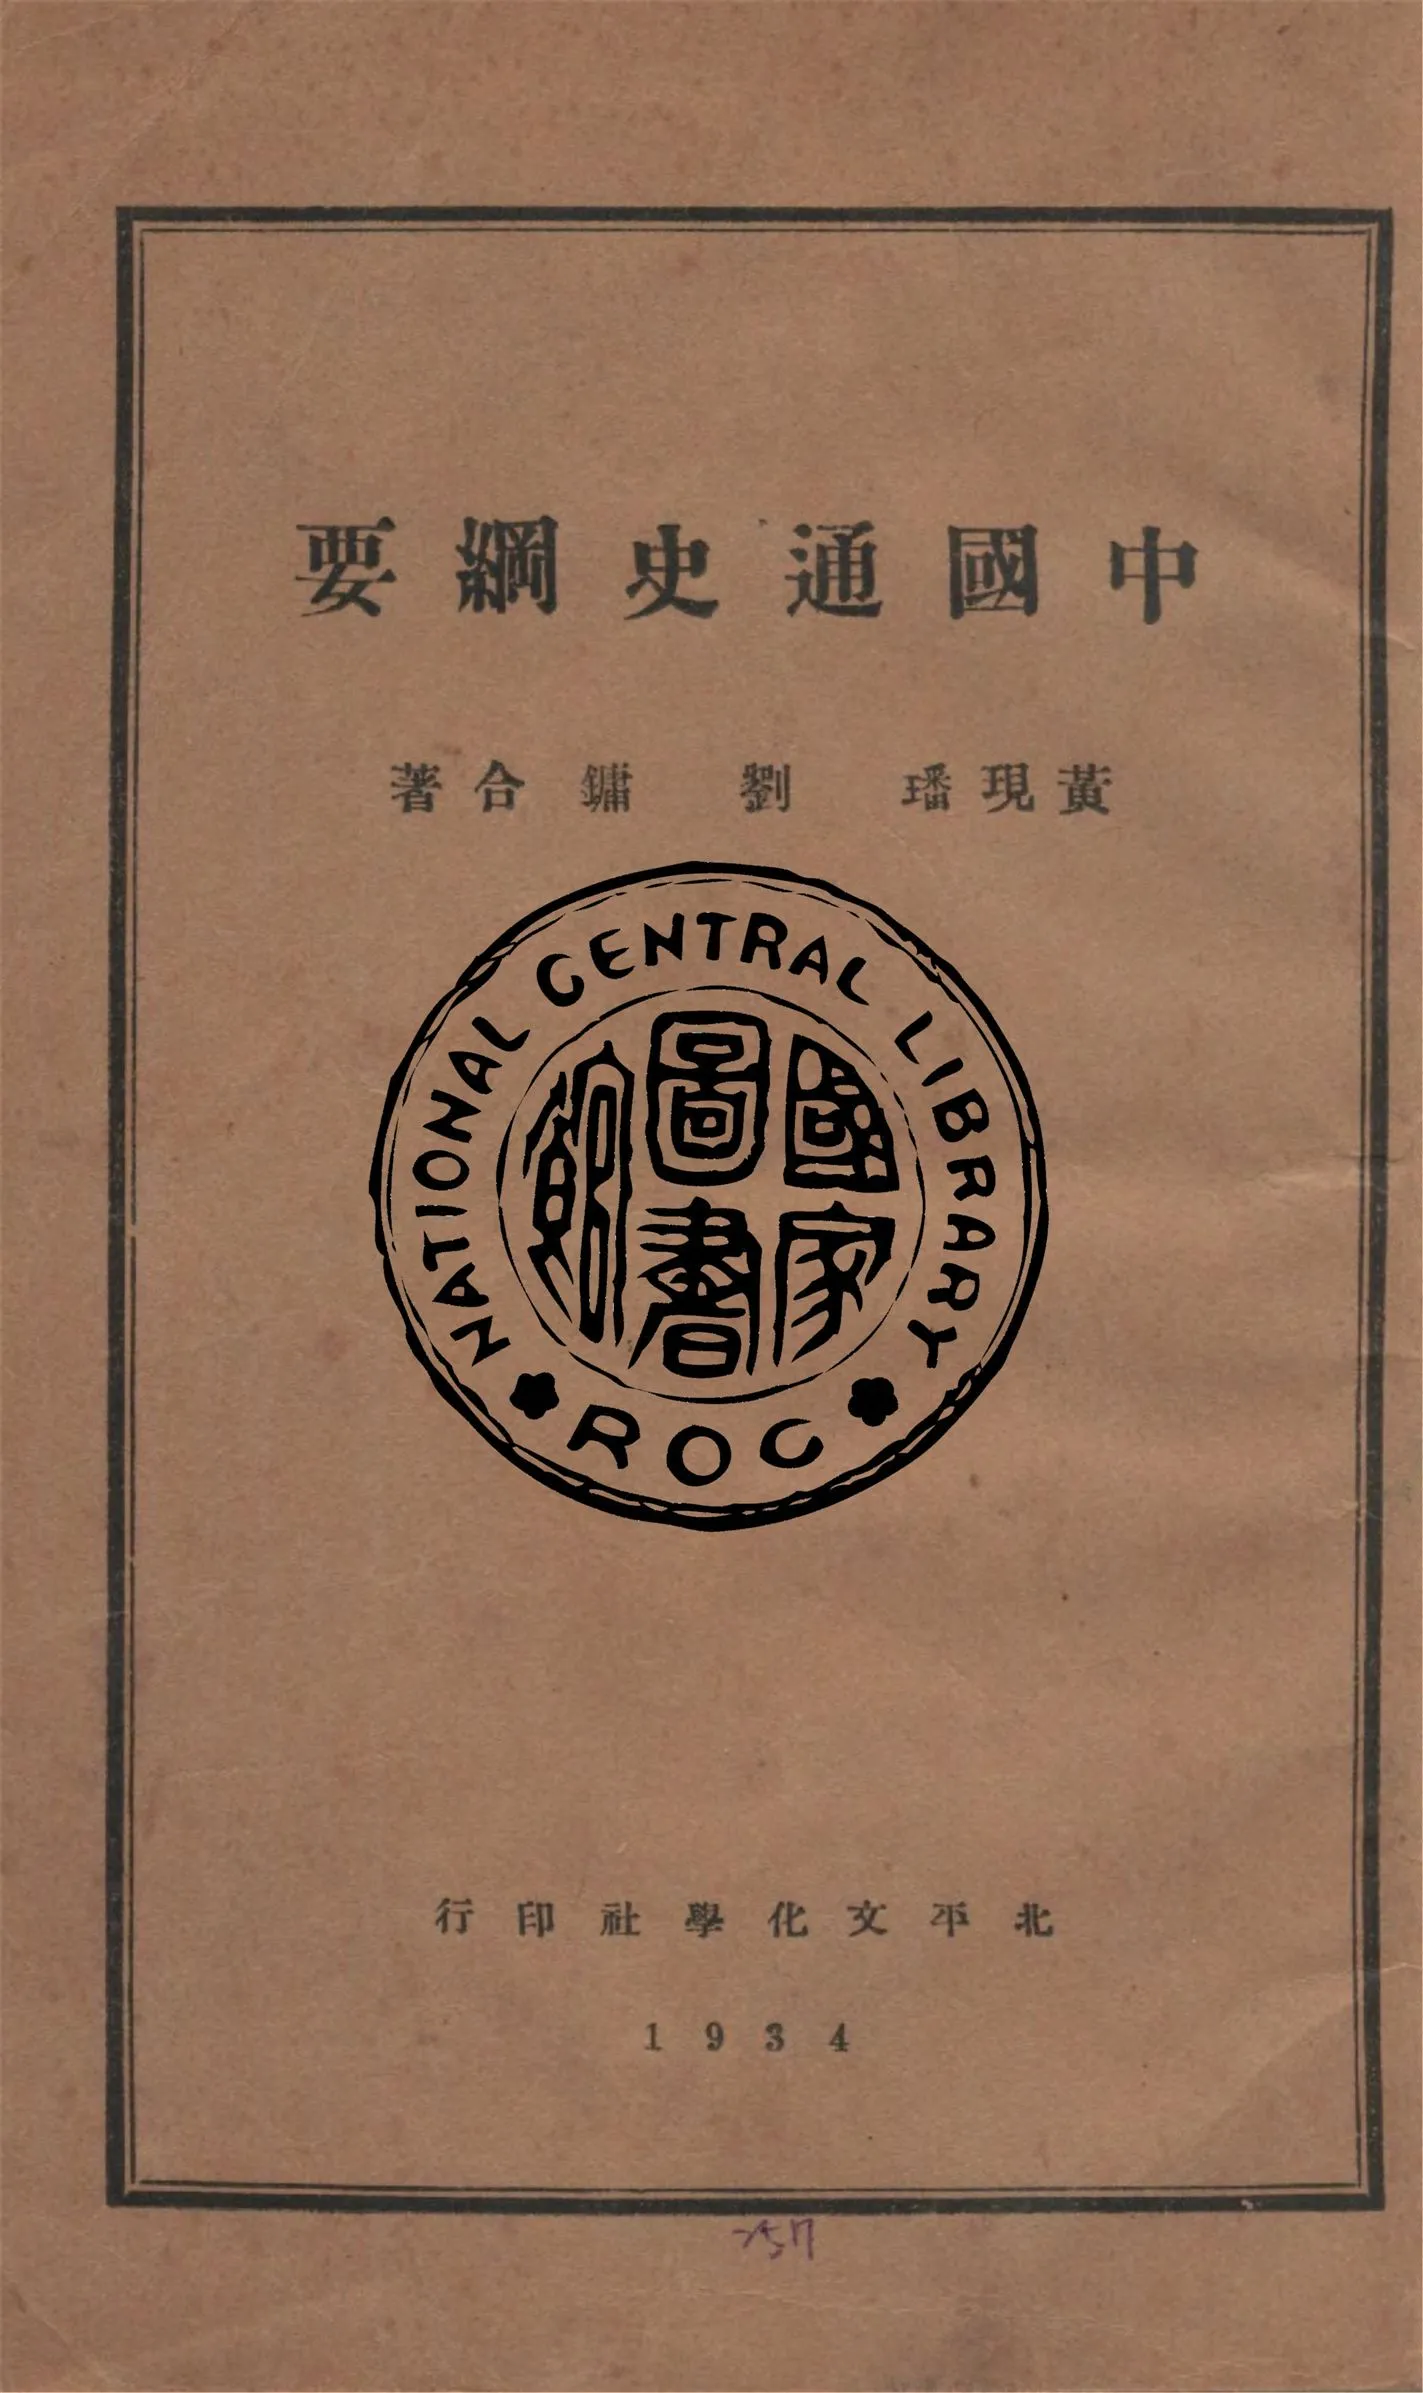 中國通史綱要
黃現璠 劉鏞合著
NATIONAL CENTRAL LIBRARY
國家圖書館
ROC
北平文化學社印行
1934